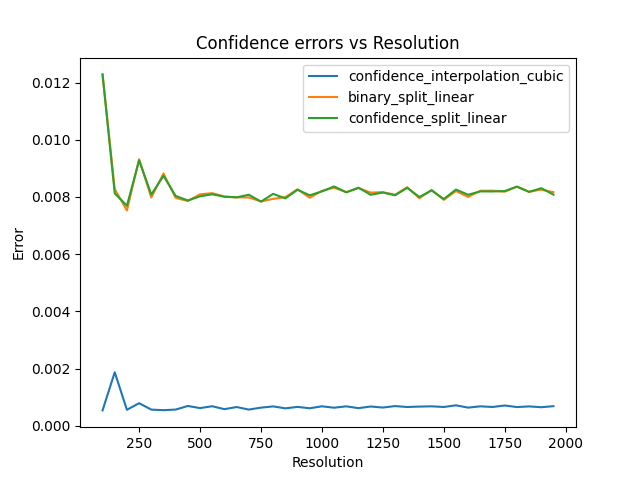 Confidence errors vs Resolution
confidence_interpolation_cubic
binary_split_linear
confidence_split_linear
Error
0.012
0.010
0.008
0.006
0.004
0.002
0.000
250 500 750 1000 1250 1500 1750 2000
Resolution